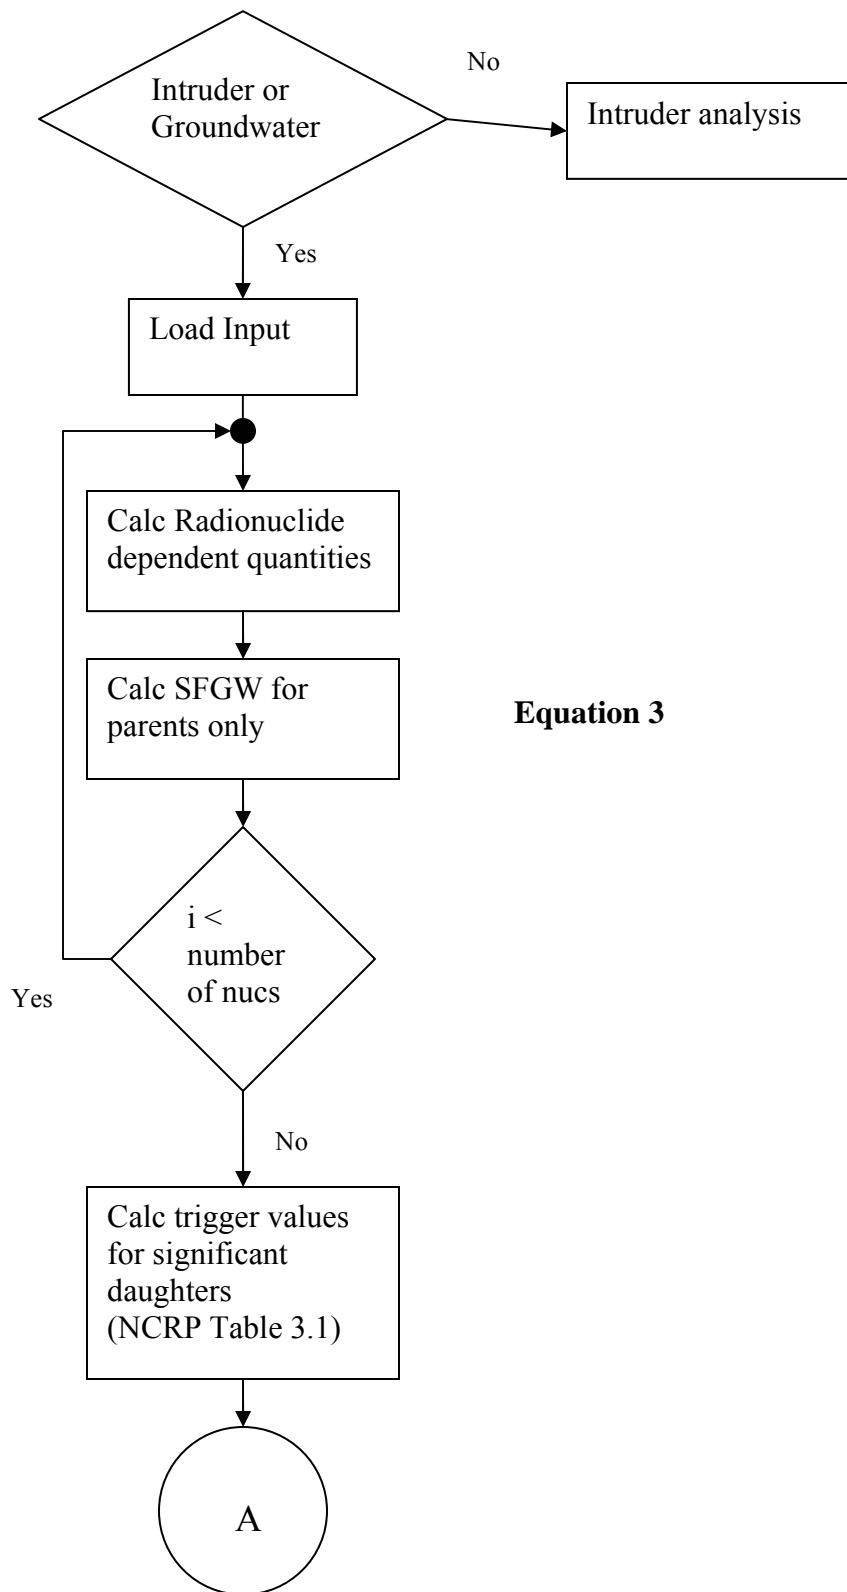 Intruder or
Groundwater
No
Intruder analysis
Yes
Load Input
Calc Radionuclide
dependent quantities
Calc SFGW for
parents only
Equation 3
i <
number
of nucs
Yes
No
Calc trigger values
for significant
daughters
(NCRP Table 3.1)
A